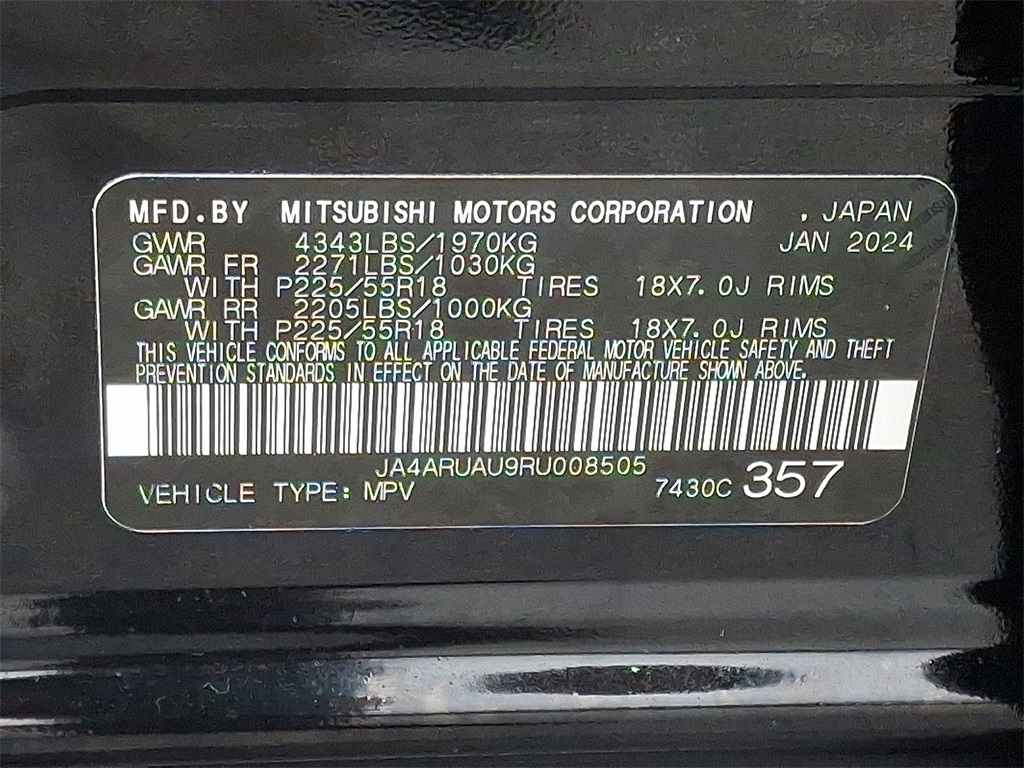 MFD.BY MITSUBISHI MOTORS CORPORATION , JAPAN
GVWR 4343LBS/1970KG JAN 2024
GAWR FR 2271LBS/1030KG
WITH P225/55R18 TIRES 18X7.0J RIMS
GAWR RR 2205LBS/1000KG
WITH P225/55R18 TIRES 18X7.0J RIMS
THIS VEHICLE CONFORMS TO ALL APPLICABLE FEDERAL MOTOR VEHICLE SAFETY AND THEFT
PREVENTION STANDARDS IN EFFECT ON THE DATE OF MANUFACTURE SHOWN ABOVE.
JA4ARUAU9RU008505
VEHICLE TYPE: MPV 7430C 357